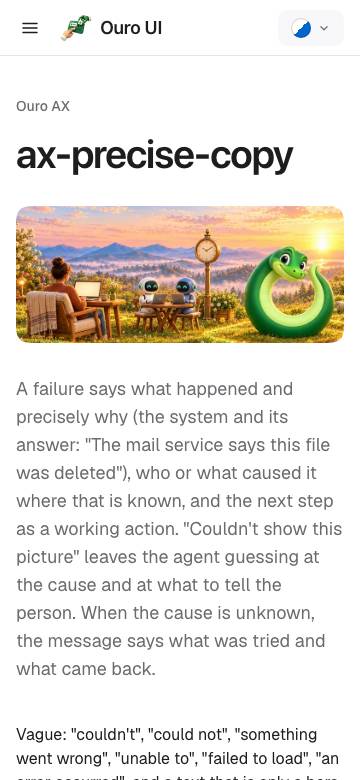 Ouro UI
Ouro AX
ax-precise-copy
A failure says what happened and
precisely why (the system and its
answer: "The mail service says this file
was deleted"), who or what caused it
where that is known, and the next step
as a working action. "Couldn't show this
picture" leaves the agent guessing at
the cause and at what to tell the
person. When the cause is unknown,
the message says what was tried and
what came back.
Vague: "couldn't", "could not", "something
went wrong", "unable to", "failed to load", "an